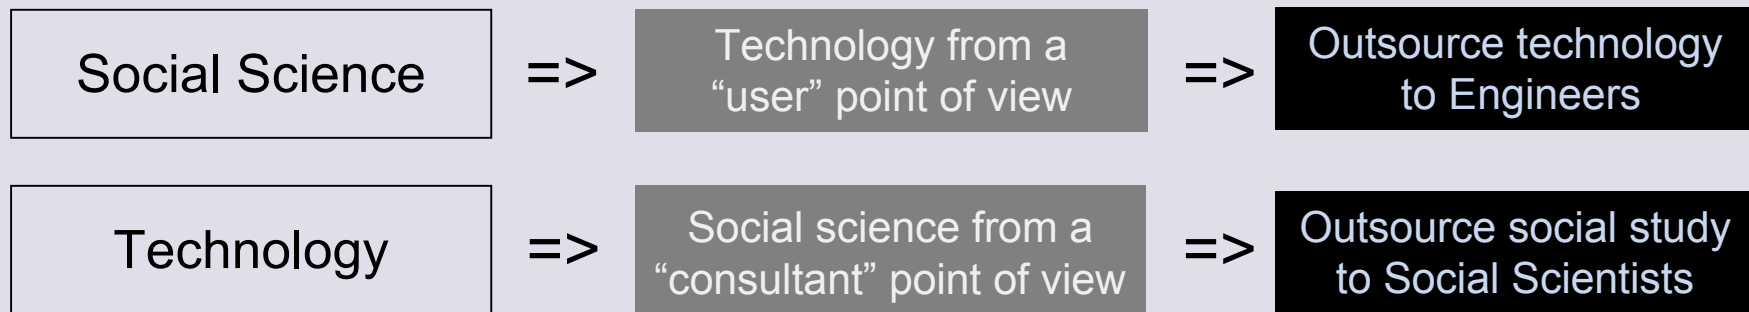 Social Science
=>
Technology from a
“user” point of view
=>
Outsource technology
to Engineers
Technology
=>
Social science from a
“consultant” point of view
=>
Outsource social study
to Social Scientists